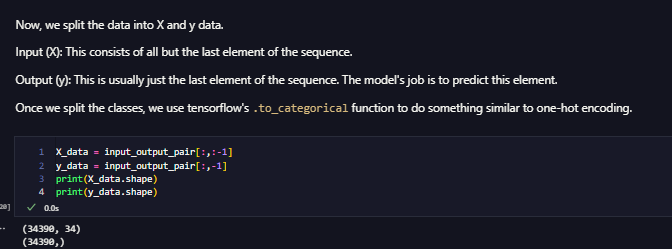 Now, we split the data into X and y data.
Input (X): This consists of all but the last element of the sequence.
Output (y): This is usually just the last element of the sequence. The model's job is to predict this element.
Once we split the classes, we use tensorflow's .to_categorical function to do something similar to one-hot encoding.
1 X_data = input_output_pair[:,:-1]
2 y_data = input_output_pair[:,-1]
3 print(X_data.shape)
4 print(y_data.shape)
✓ 0.0s
(34390, 34)
(34390,)